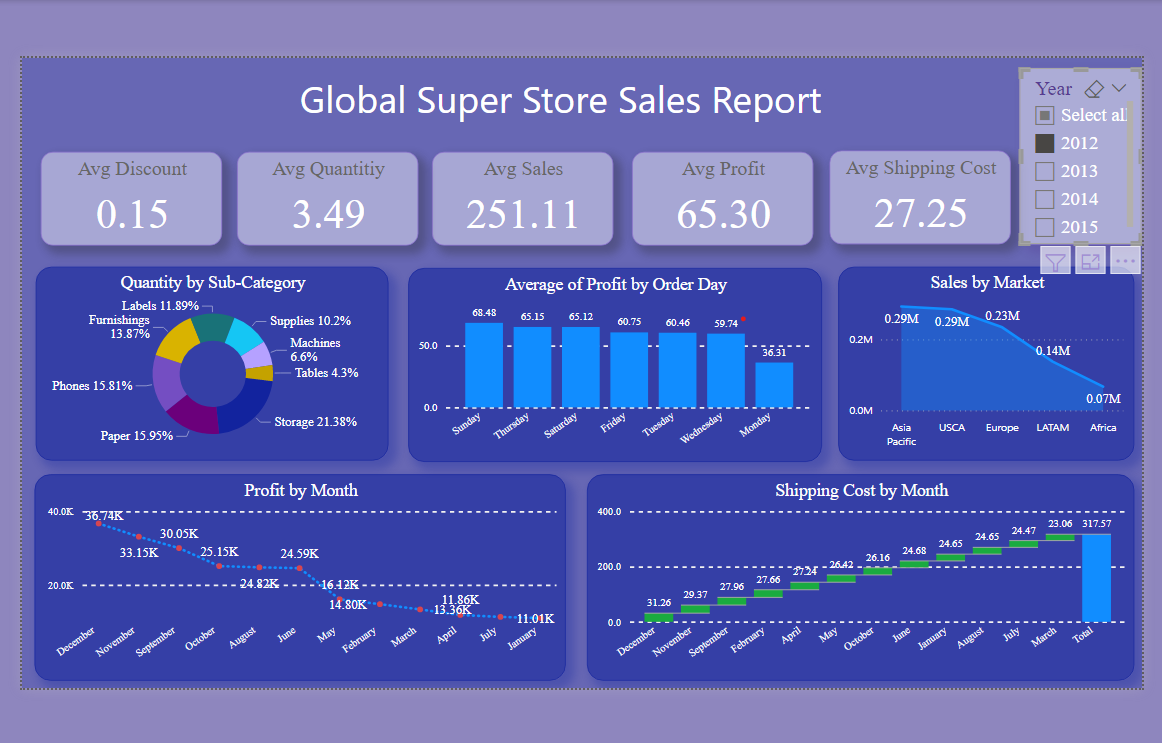 Global Super Store Sales Report
Year
Select all
2012
2013
2014
2015
Avg Discount
0.15
Avg Quantitiy
3.49
Avg Sales
251.11
Avg Profit
65.30
Avg Shipping Cost
27.25
Quantity by Sub-Category
Labels 11.89%
Furnishings
13.87%
Phones 15.81%
Paper 15.95%
Supplies 10.2%
Machines
6.6%
Tables 4.3%
Storage 21.38%
Average of Profit by Order Day
50.0
0.0
68.48
65.15
65.12
60.75
60.46
59.74
36.31
Sunday
Thursday
Saturday
Friday
Tuesday
Wednesday
Monday
Sales by Market
0.2M
0.0M
0.29M
0.29M
0.23M
0.14M
0.07M
Asia
Pacific
USCA
Europe
LATAM
Africa
Profit by Month
40.0K
20.0K
36.74K
33.15K
30.05K
25.15K
24.82K
24.59K
16.12K
14.80K
13.36K
11.86K
11.01K
December
November
September
October
August
June
May
February
March
April
July
January
Shipping Cost by Month
400.0
200.0
0.0
31.26
29.37
27.96
27.66
27.24
26.42
26.16
24.68
24.65
24.65
24.47
23.06
317.57
December
November
September
February
April
May
October
June
January
August
July
March
Total